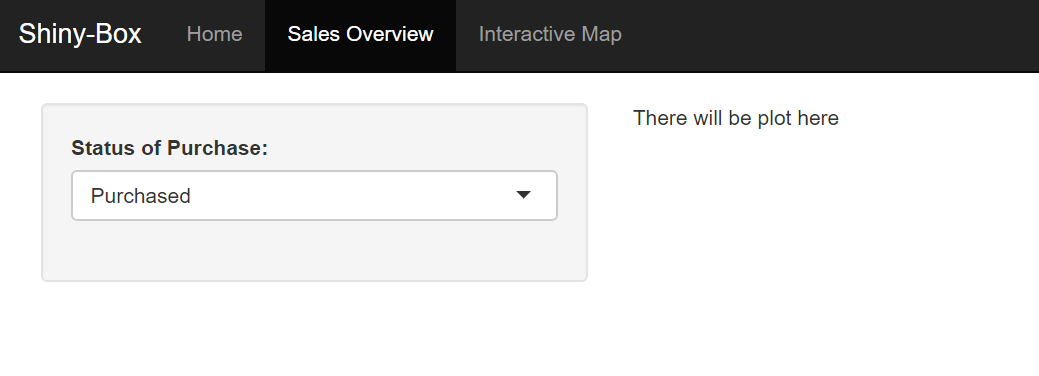 Shiny-Box Home Sales Overview Interactive Map
Status of Purchase:
Purchased
There will be plot here